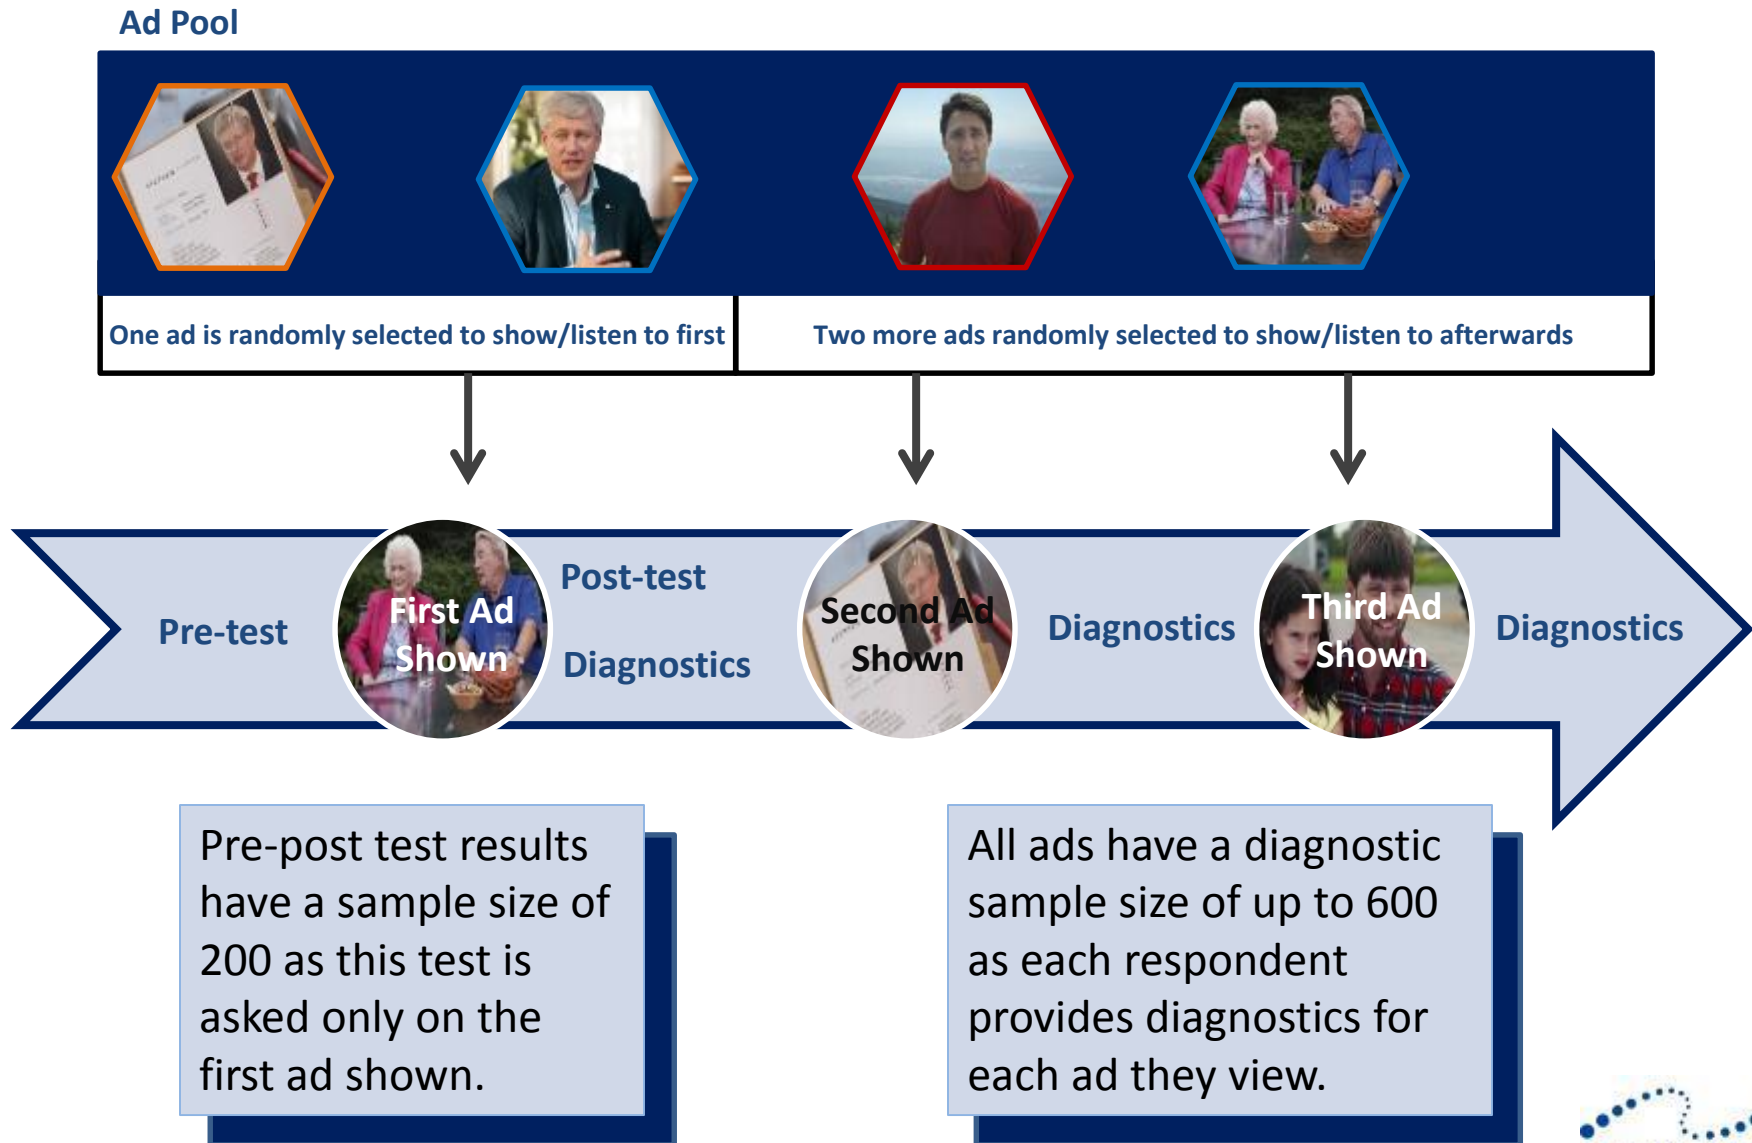 Ad Pool
One ad is randomly selected to show/listen to first
Two more ads randomly selected to show/listen to afterwards
Pre-test
First Ad
Shown
Post-test
Diagnostics
Second Ad
Shown
Diagnostics
Third Ad
Shown
Diagnostics
Pre-post test results
have a sample size of
200 as this test is
asked only on the
first ad shown.
All ads have a diagnostic
sample size of up to 600
as each respondent
provides diagnostics for
each ad they view.